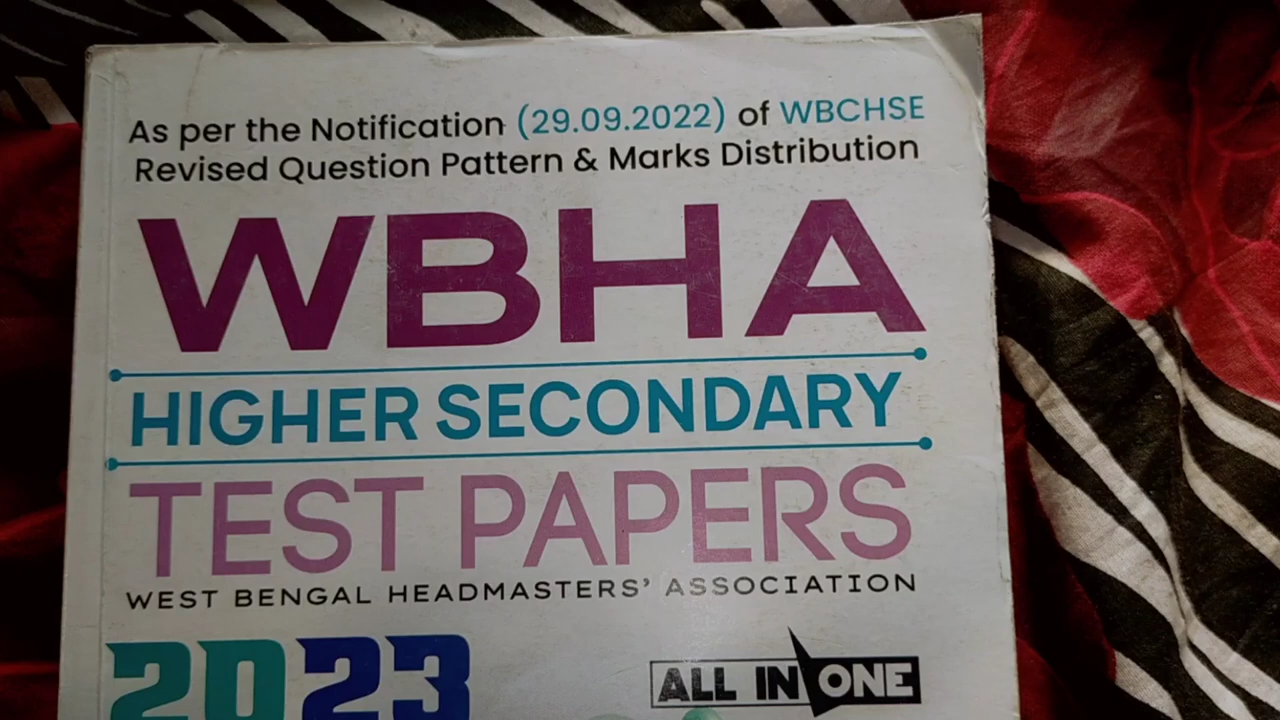 As per the Notification (29.09.2022) of WBCHSE
Revised Question Pattern & Marks Distribution
WBHA
HIGHER SECONDARY
TEST PAPERS
WEST BENGAL HEADMASTERS' ASSOCIATION
2023
ALL IN ONE